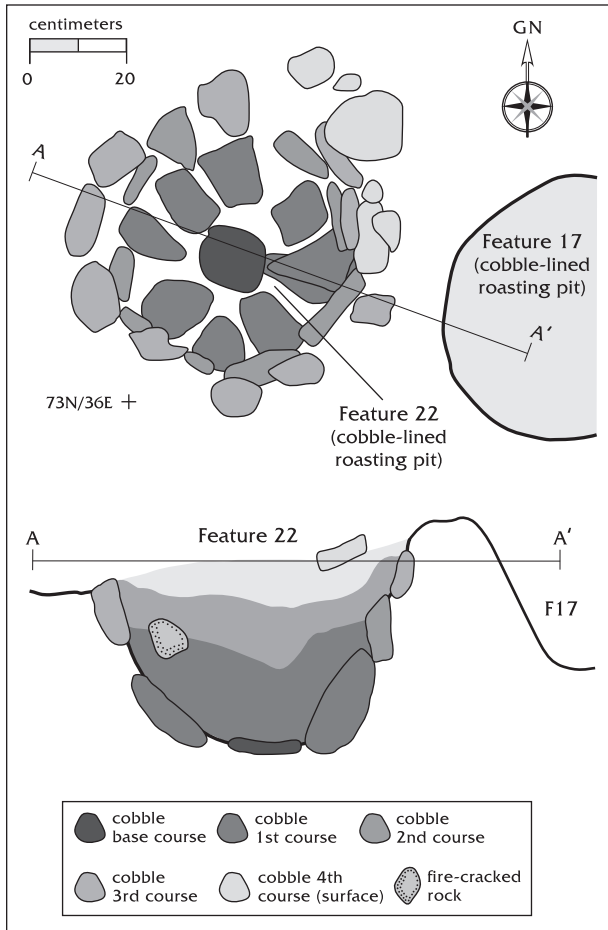 centimeters
0 20
GN
A
Feature 17
(cobble-lined
roasting pit)
A'
73N/36E +
Feature 22
(cobble-lined
roasting pit)
A Feature 22 A'
F17
cobble
base course
cobble
1st course
cobble
2nd course
cobble
3rd course
cobble 4th
course (surface)
fire-cracked
rock